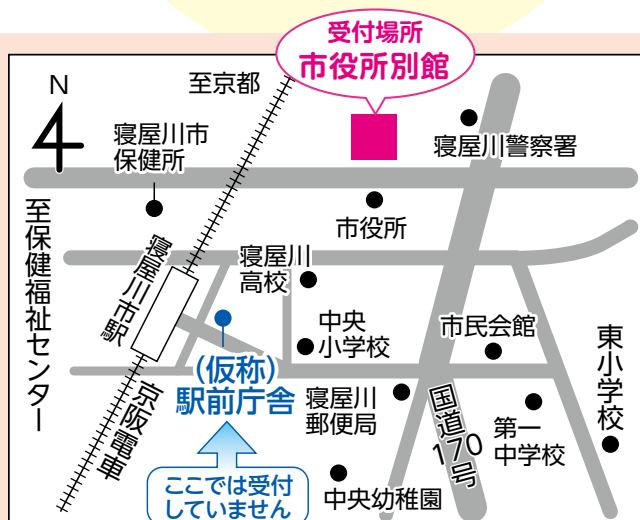 受付場所
市役所別館
N
至京都
寝屋川市
保健所
寝屋川警察署
至保健福祉センター
市役所
寝屋川市駅
寝屋川
高校
中央
小学校
市民会館
東小学校
(仮称)
駅前庁舎
京阪電車
寝屋川
郵便局
国道170号
第一
中学校
ここでは受付
していません
中央幼稚園